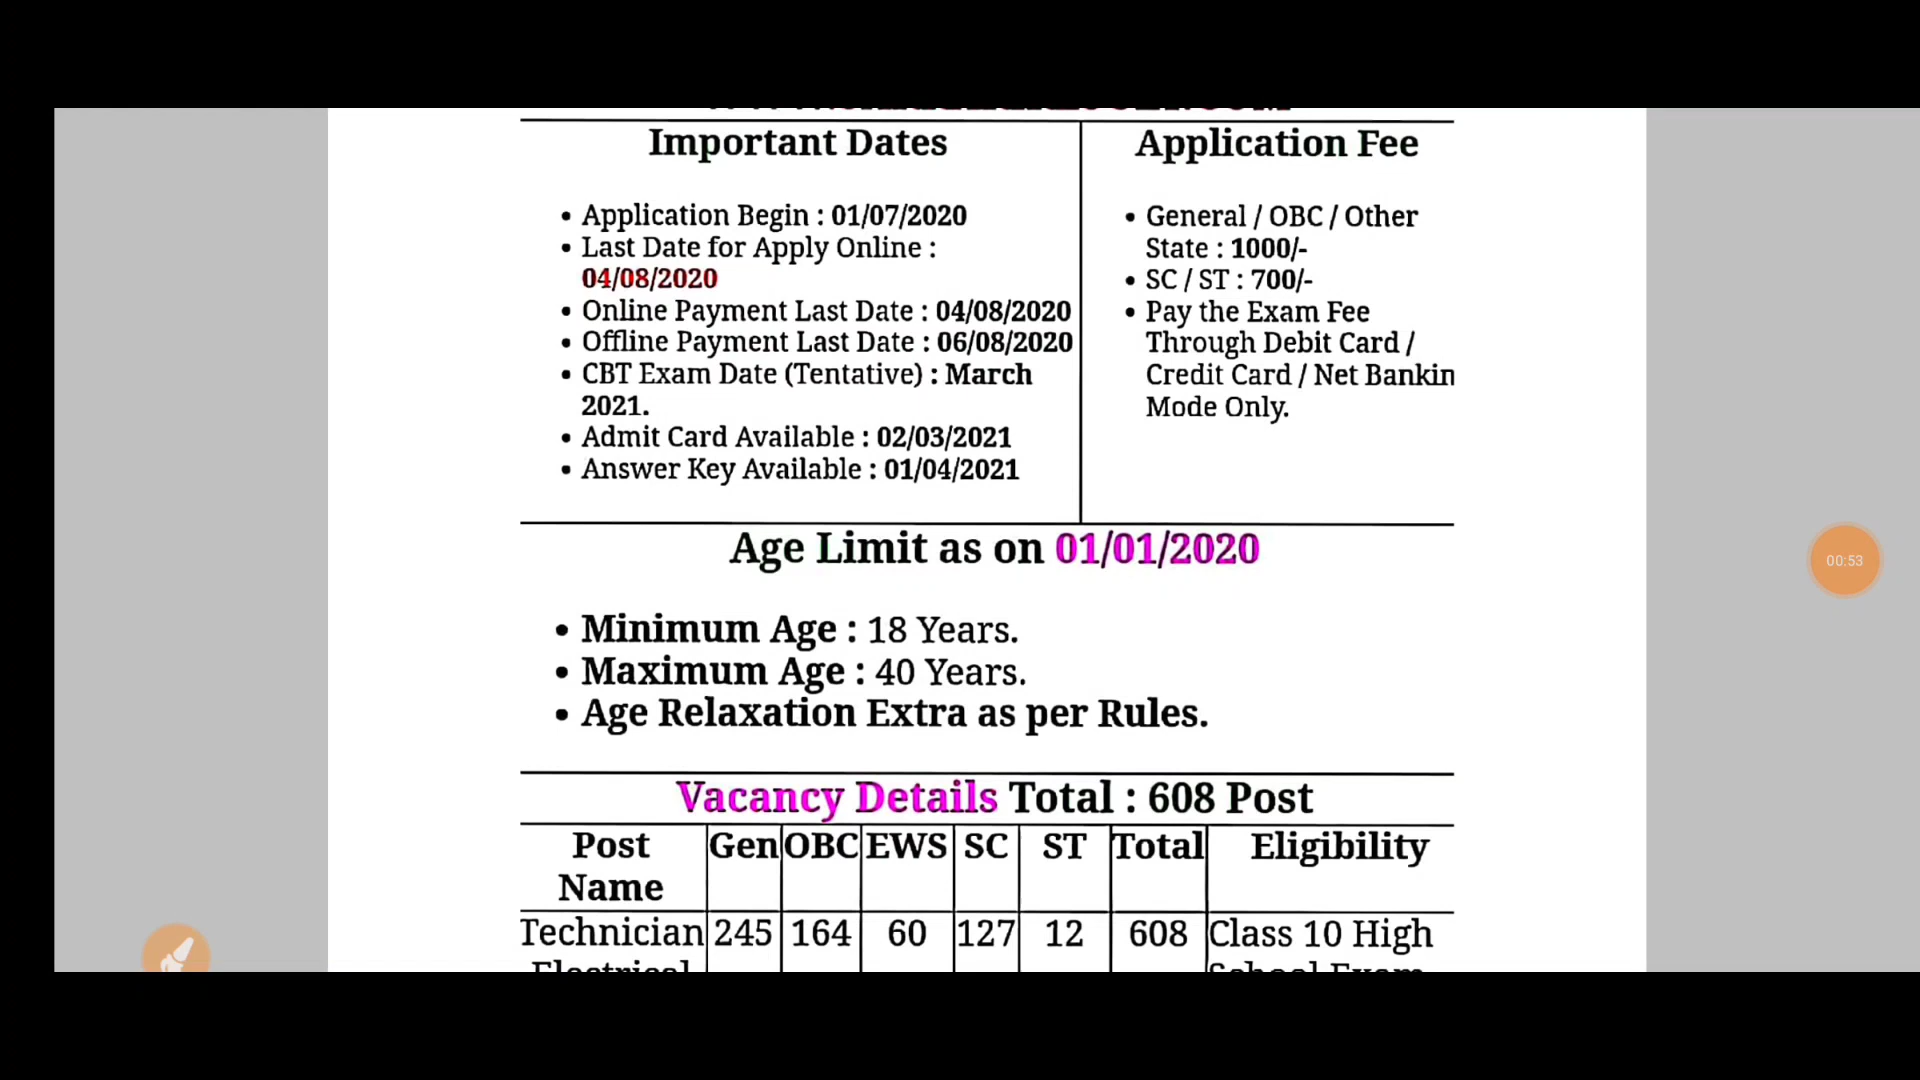 Important Dates
Application Begin : 01/07/2020
Last Date for Apply Online :
04/08/2020
Online Payment Last Date : 04/08/2020
Offline Payment Last Date : 06/08/2020
CBT Exam Date (Tentative) : March
2021.
Admit Card Available : 02/03/2021
Answer Key Available : 01/04/2021
Application Fee
General / OBC / Other
State : 1000/-
SC / ST : 700/-
Pay the Exam Fee
Through Debit Card /
Credit Card / Net Bankin
Mode Only.
Age Limit as on 01/01/2020
Minimum Age : 18 Years.
Maximum Age : 40 Years.
Age Relaxation Extra as per Rules.
Vacancy Details Total : 608 Post
Post Name Gen OBC EWS SC ST Total Eligibility
Technician 245 164 60 127 12 608 Class 10 High
Electrical School Exam
00:53